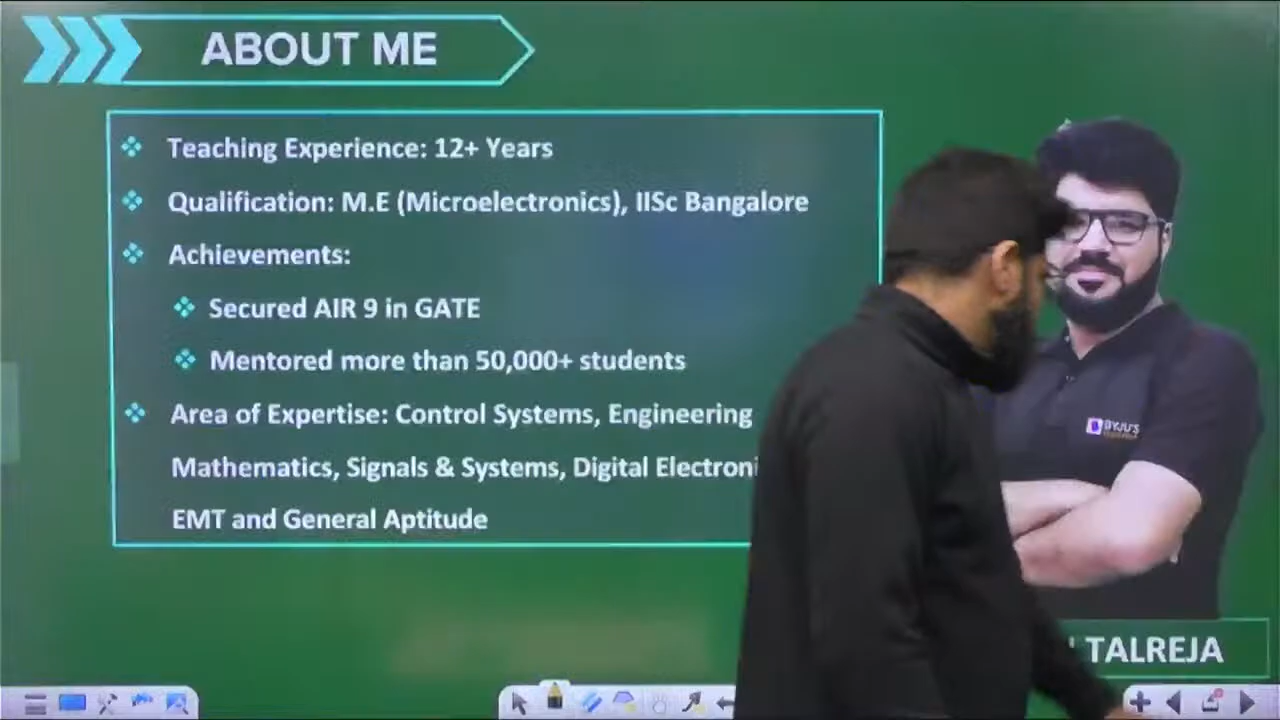 ABOUT ME
Teaching Experience: 12+ Years
Qualification: M.E (Microelectronics), IISc Bangalore
Achievements:
Secured AIR 9 in GATE
Mentored more than 50,000+ students
Area of Expertise: Control Systems, Engineering
Mathematics, Signals & Systems, Digital Electroni
EMT and General Aptitude
BYJU'S
TALREJA